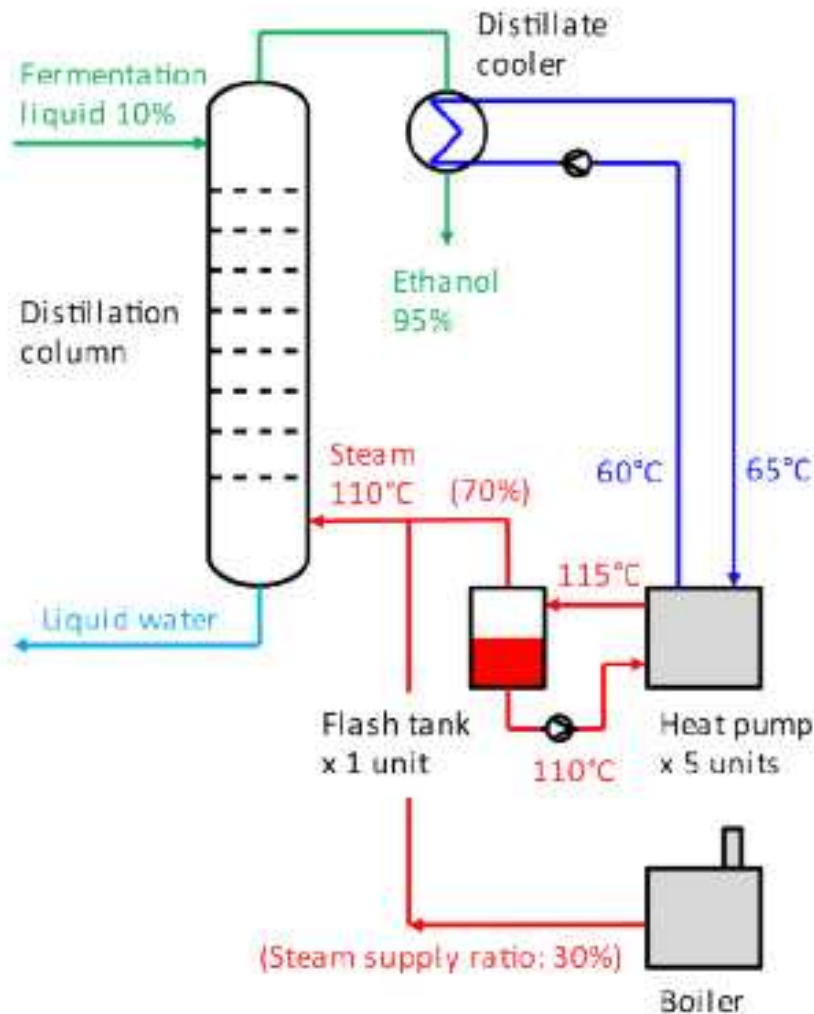 Distillate
cooler
Fermentation
liquid 10%
Ethanol
95%
Distillation
column
Steam
110°C
(70%)
60°C
65°C
115°C
Liquid water
Flash tank
x 1 unit
110°C
Heat pump
x 5 units
(Steam supply ratio: 30%)
Boiler